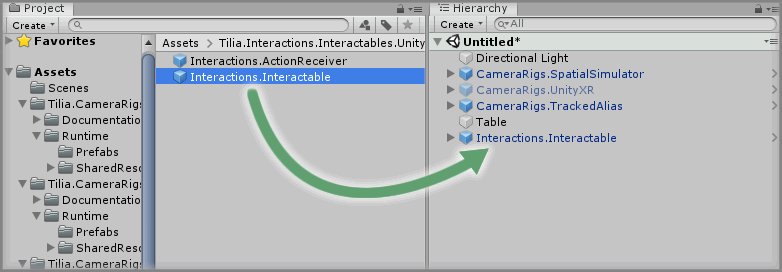 Project
Create
Favorites
Assets
Scenes
Tilia.CameraRigs
Documentation
Runtime
Prefabs
SharedReso
Tilia.CameraRigs
Documentation
Runtime
Prefabs
SharedReso
Tilia.CameraRigs
Assets > Tilia.Interactions.Interactables.Unity
Interactions.ActionReceiver
Interactions.Interactable
Hierarchy
Create All
Untitled*
Directional Light
CameraRigs.SpatialSimulator
CameraRigs.UnityXR
CameraRigs.TrackedAlias
Table
Interactions.Interactable